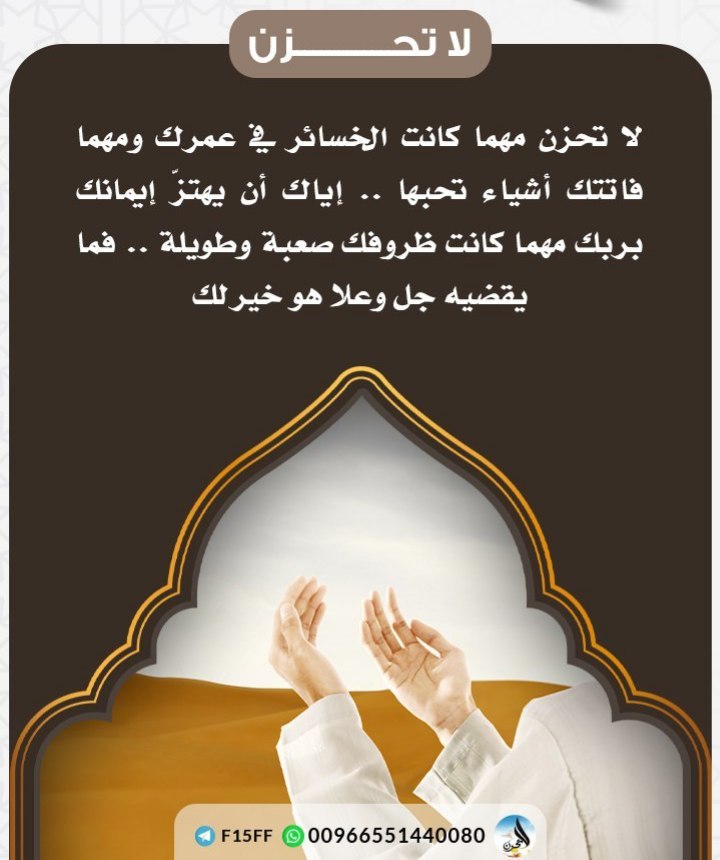 لا تحـــــزن
لا تحزن مهما كانت الخسائر في عمرك ومهما
فاتتك أشياء تحبها .. إياك أن يهتزّ إيمانك
بربك مهما كانت ظروفك صعبة وطويلة .. فما
يقضيه جل وعلا هو خير لك
F15FF 00966551440080